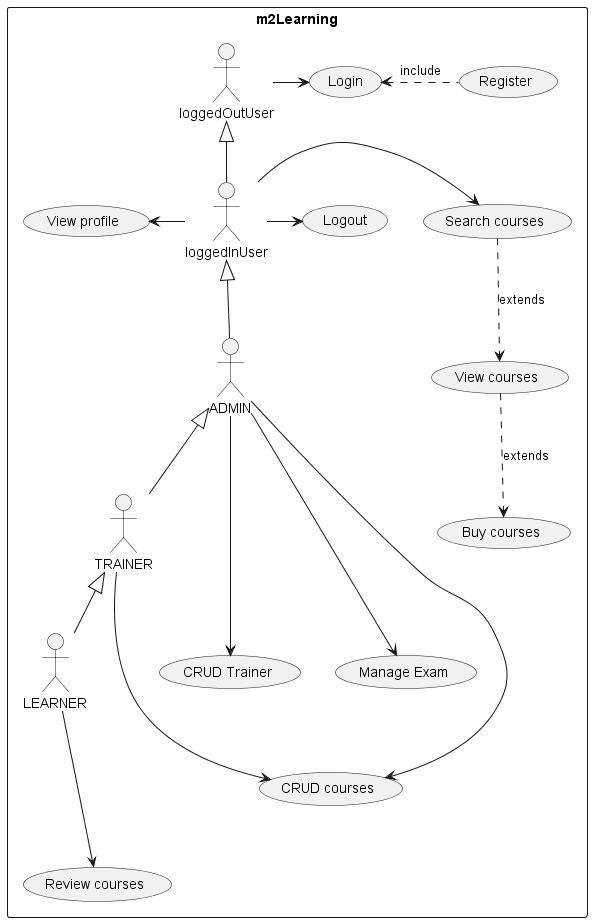 m2Learning
loggedOutUser
Login
include
Register
View profile
loggedInUser
Logout
Search courses
extends
ADMIN
View courses
extends
TRAINER
Buy courses
LEARNER
CRUD Trainer
Manage Exam
CRUD courses
Review courses